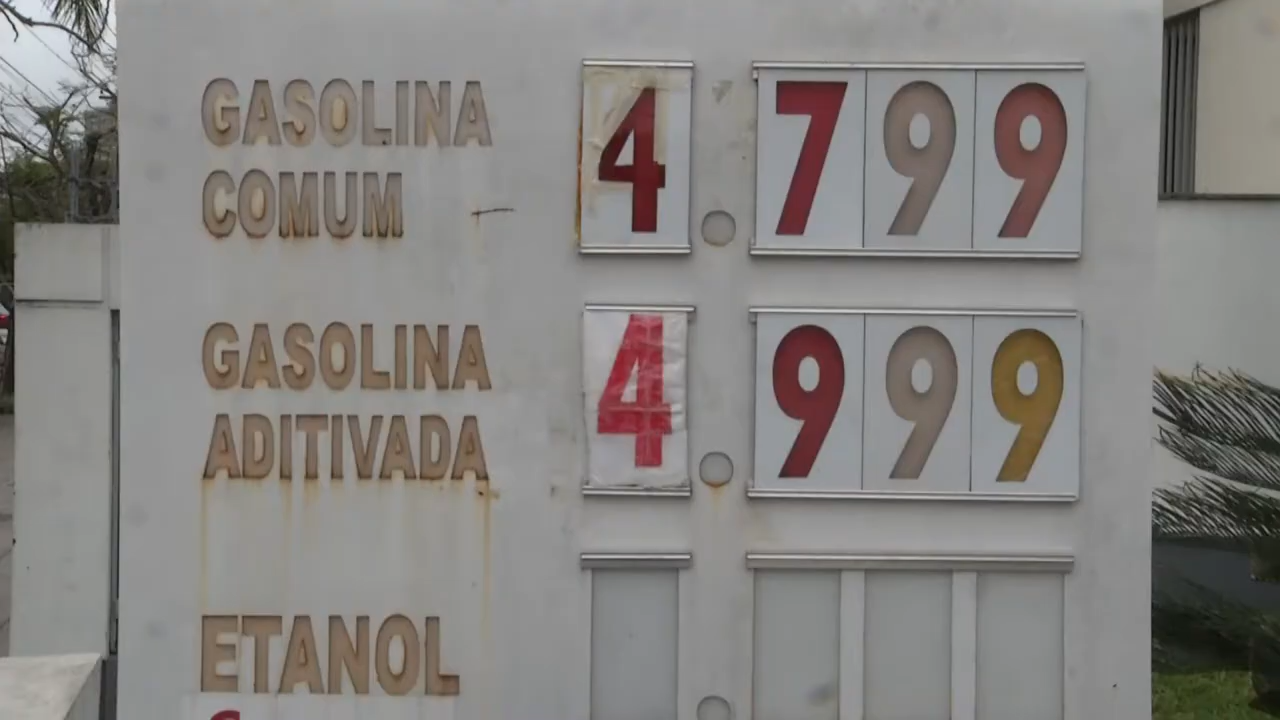 GASOLINA
COMUM
4.799
GASOLINA
ADITIVADA
4.999
ETANOL